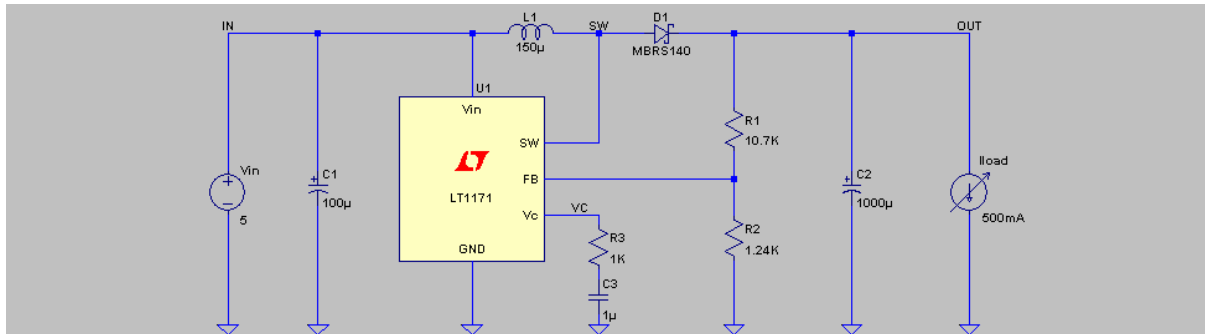 IN
L1
150µ
SW
D1
MBRS140
OUT
U1
Vin
SW
FB
Vc
GND
LT1171
VC
R3
1K
C3
1µ
Vin
5
C1
100µ
R1
10.7K
R2
1.24K
C2
1000µ
Iload
500mA